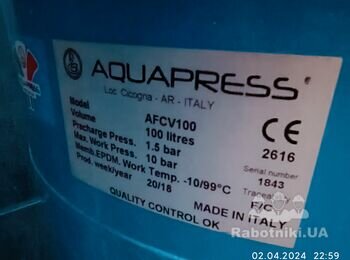 AQUAPRESS®
Loc. Cicogna - AR - ITALY
Model AFCV100
Volume 100 litres
Precharge Press. 1.5 bar
Max. Work Press. 10 bar
Memb.EPDM. Work Temp. -10/99°C
Prod. week/year 20/18
QUALITY CONTROL OK
CE
2616
Serial number
1843
F/C
MADE IN ITALY
Rabotniki.UA
02.04.2024 22:59